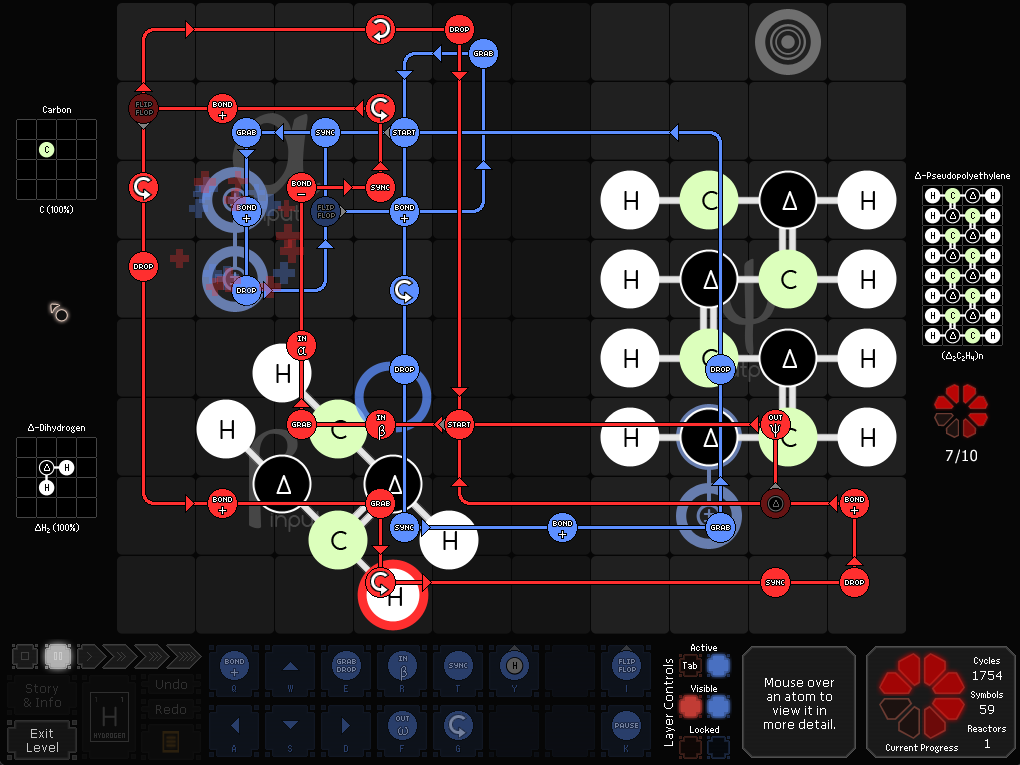 Carbon
C
C (100%)
Δ-Dihydrogen
Δ H
H
ΔH₂ (100%)
DROP
GRAB
FLIP FLOP
BOND +
GRAB
SYNC
START
BOND -
SYNC
BOND +
FLIP FLOP
BOND +
DROP
DROP
IN α
DROP
DROP
GRAB
IN β
START
OUT ψ
BOND +
GRAB
Δ
BOND +
SYNC
BOND +
GRAB
SYNC
DROP
α
Input
β
Input
ψ
H
H
C
Δ
Δ
C
H
H
H C Δ H
H Δ C H
H C Δ H
H Δ C H
Δ-Pseudopolyethylene
H C Δ H
H Δ C H
H C Δ H
H Δ C H
H C Δ H
H Δ C H
H C Δ H
H Δ C H
(Δ₂C₂H₄)n
7/10
Story
& Info
Exit
Level
H
HYDROGEN
Undo
Redo
BOND +
Q
W
GRAB DROP
E
IN β
R
SYNC
T
H
Y
FLIP FLOP
I
A
S
D
OUT ω
F
G
PAUSE
K
Layer Controls
Active
Tab
Visible
Locked
Mouse over
an atom to
view it in
more detail.
Cycles
1754
Symbols
59
Reactors
1
Current Progress